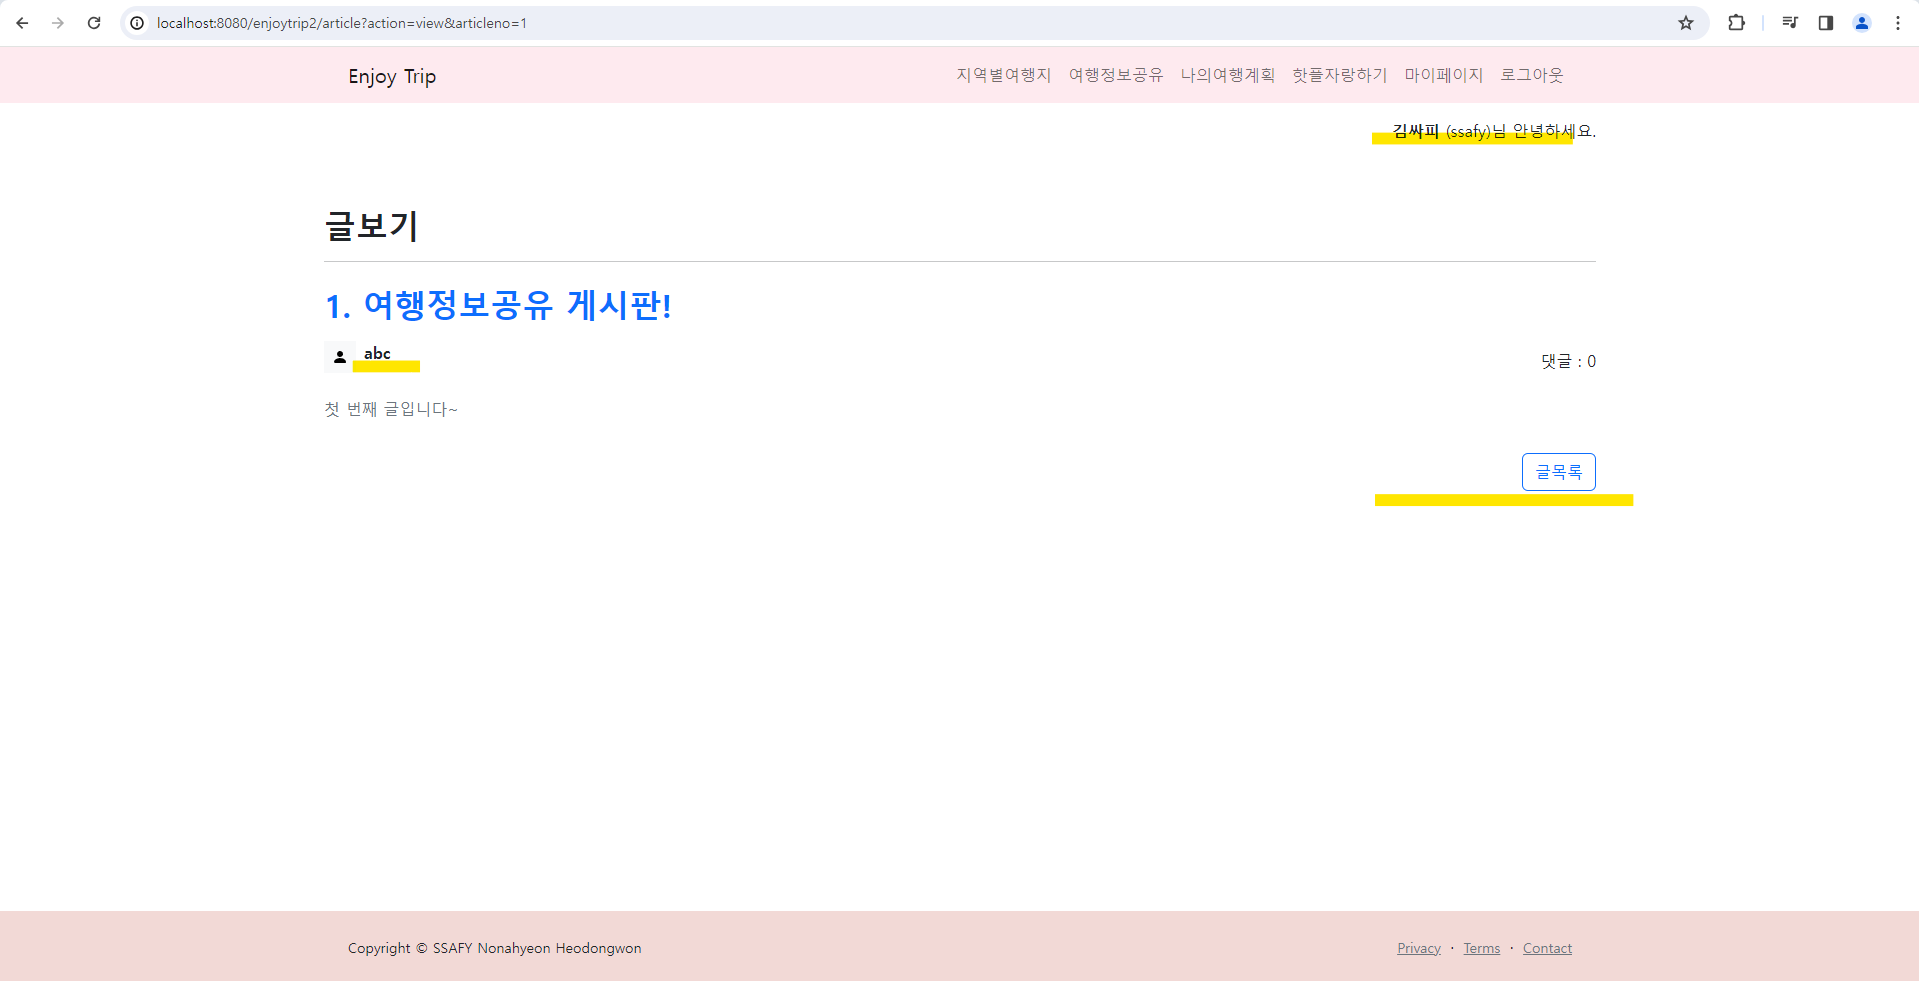 localhost:8080/enjoytrip2/article?action=view&articleno=1
Enjoy Trip 지역별여행지 여행정보공유 나의여행계획 핫플자랑하기 마이페이지 로그아웃
김싸피 (ssafy)님 안녕하세요.
글보기
1. 여행정보공유 게시판!
abc
댓글 : 0
첫 번째 글입니다~
글목록
Copyright © SSAFY Nonahyeon Heodongwon Privacy · Terms · Contact